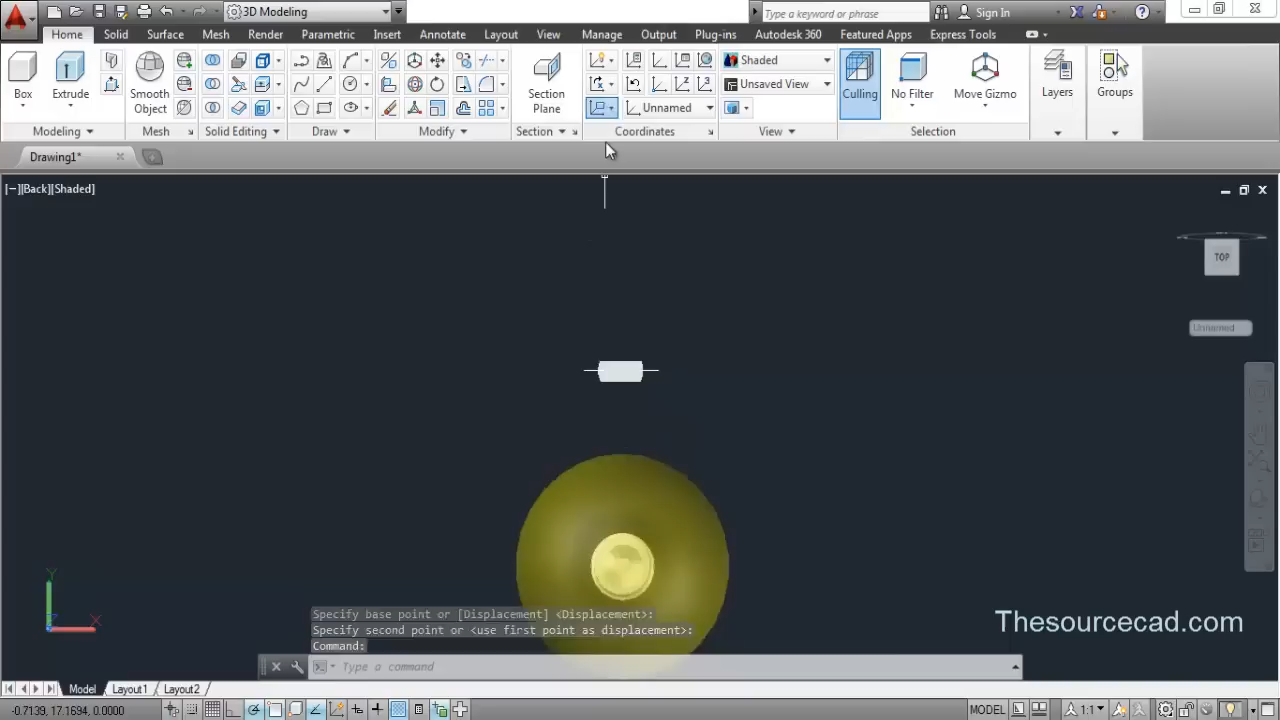 3D Modeling
Type a keyword or phrase
Sign In
Home Solid Surface Mesh Render Parametric Insert Annotate Layout View Manage Output Plug-ins Autodesk 360 Featured Apps Express Tools
Shaded
Unsaved View
Unnamed
Box Extrude Smooth Object Section Plane Culling No Filter Move Gizmo Layers Groups
Modeling Mesh Solid Editing Draw Modify Section Coordinates View Selection
Drawing1*
[−][Back][Shaded]
TOP
Unnamed
Y
X
Specify base point or [Displacement] <Displacement>:
Specify second point or <use first point as displacement>:
Command:
Type a command
Thesourcecad.com
Model Layout1 Layout2
-0.7139, 17.1694, 0.0000
MODEL
1:1